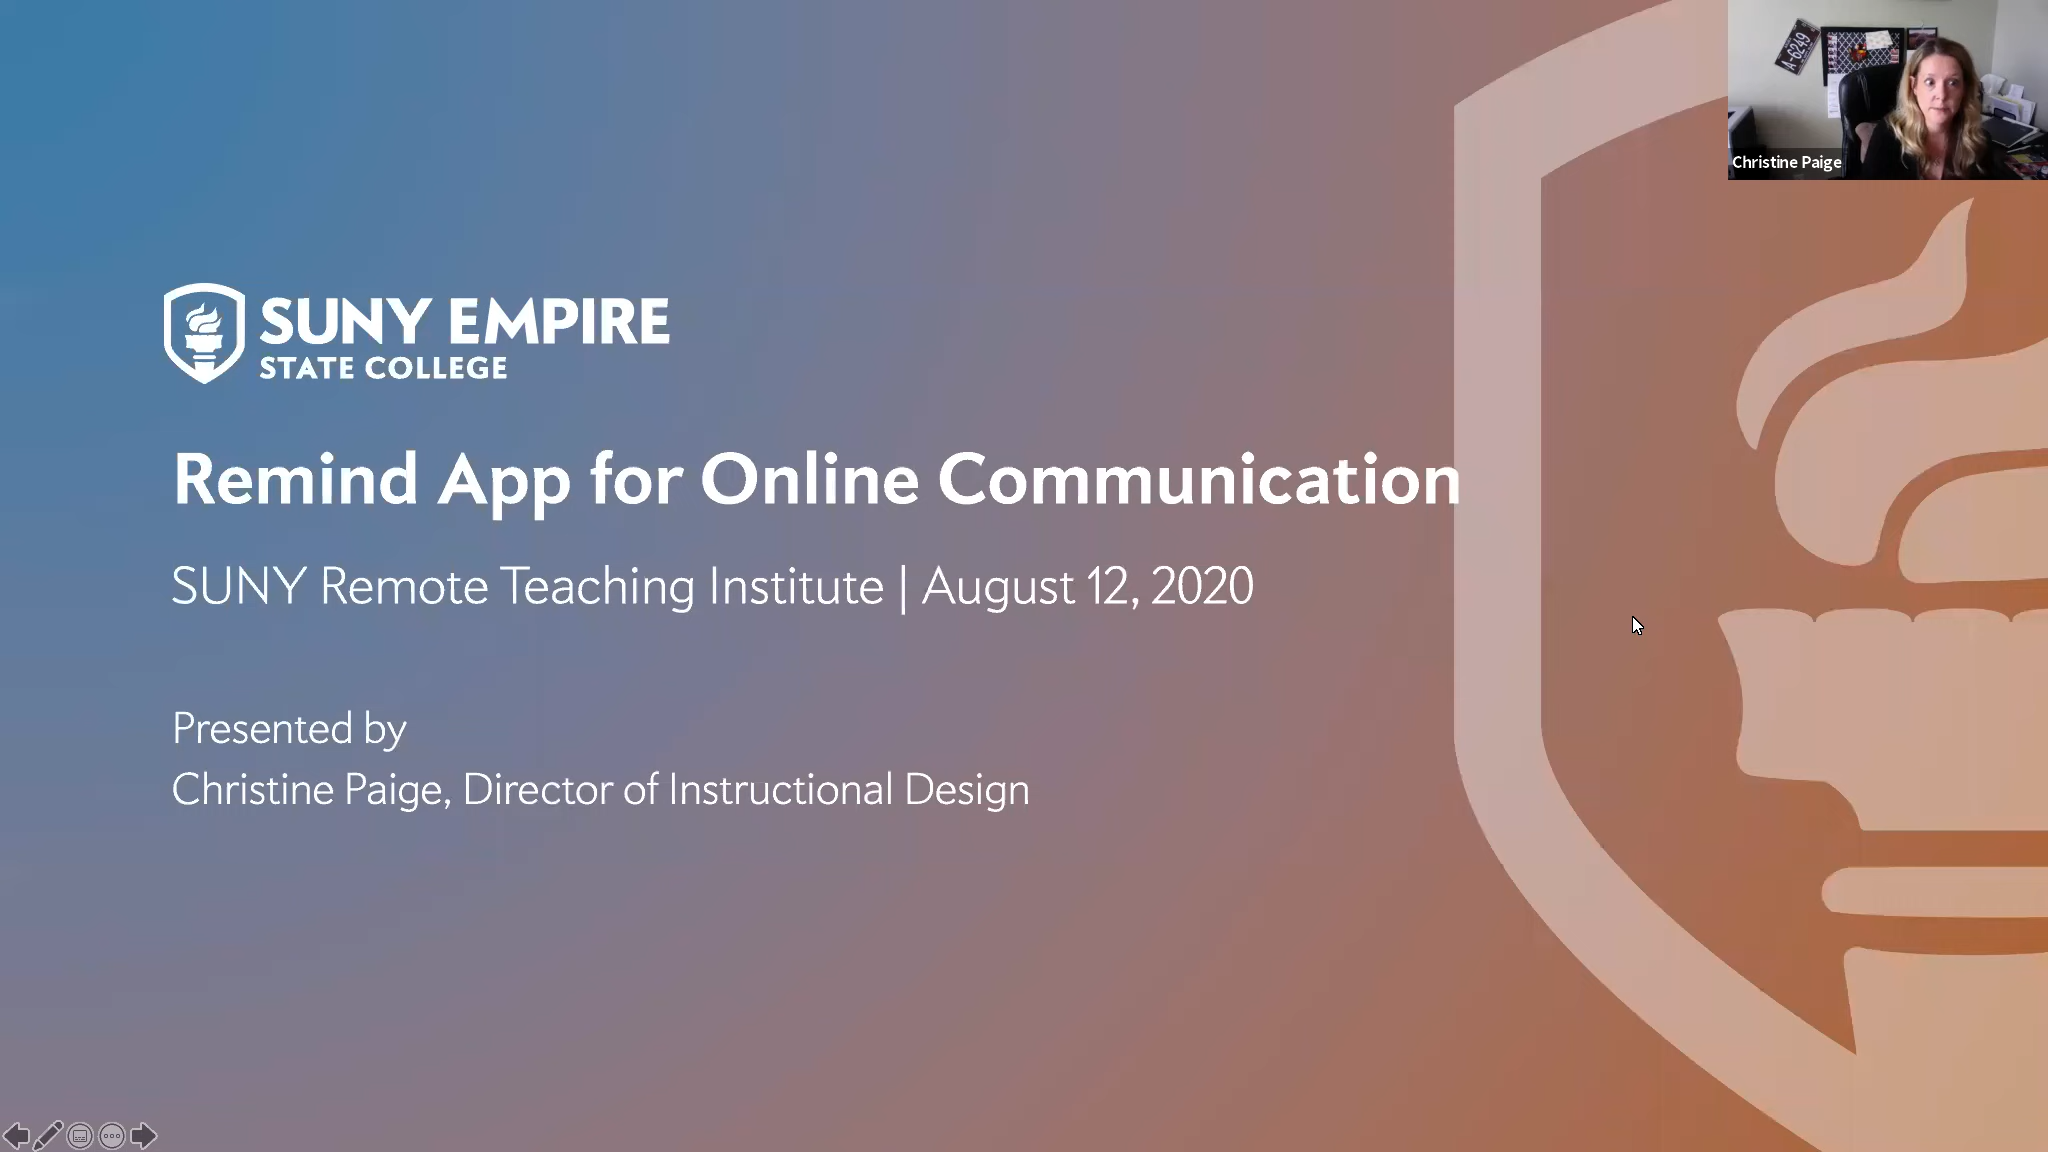 A-6249
Christine Paige
SUNY EMPIRE
STATE COLLEGE
Remind App for Online Communication
SUNY Remote Teaching Institute | August 12, 2020
Presented by
Christine Paige, Director of Instructional Design